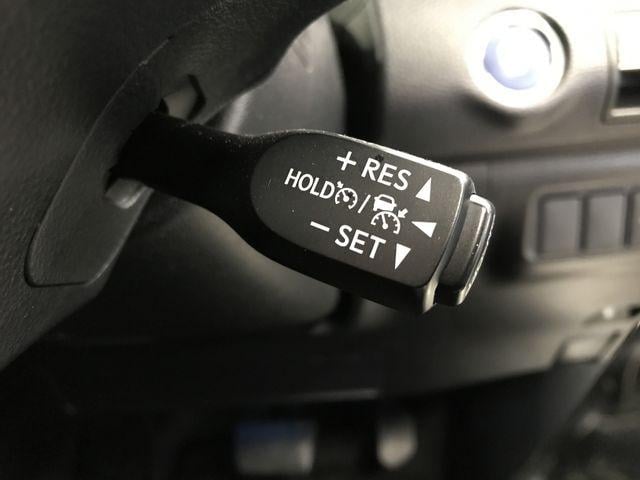 + RES
HOLD /
- SET